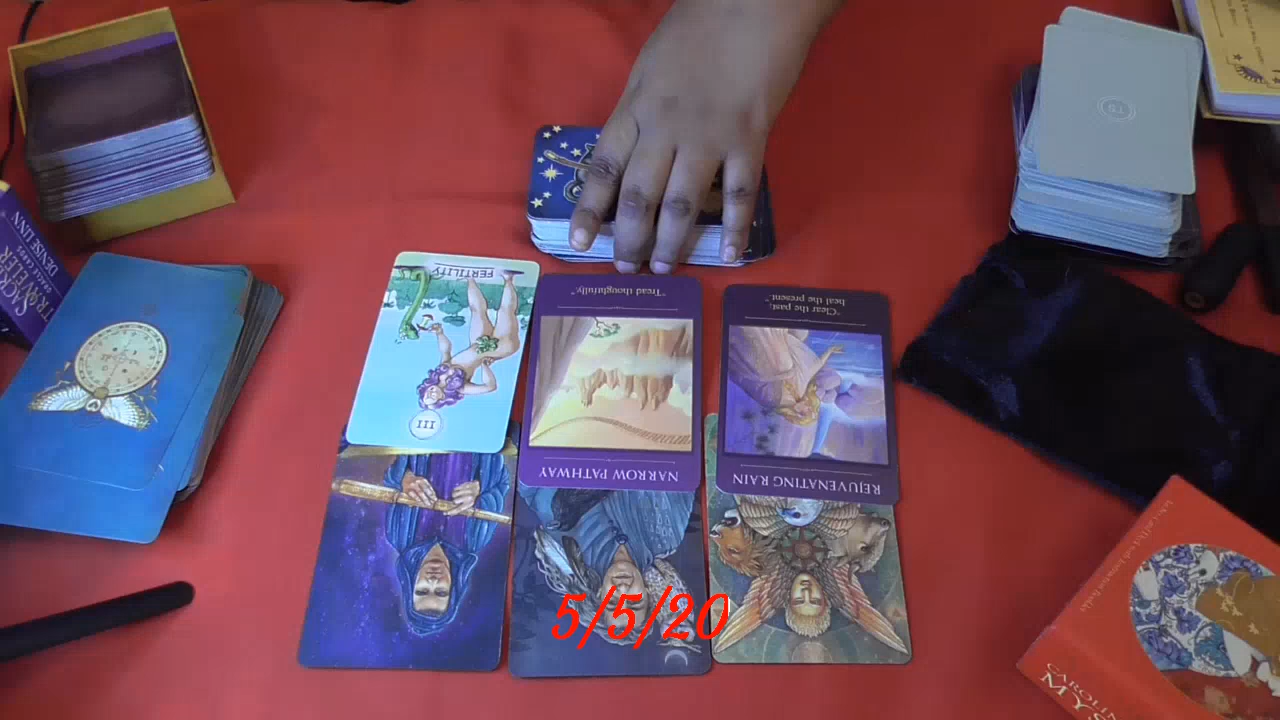 FERTILITY
III
"Tread thoughtfully."
NARROW PATHWAY
"Clear the past,
heal the present."
REJUVENATING RAIN
SACRED
TRAVELER
DENISE LINN
5/5/20